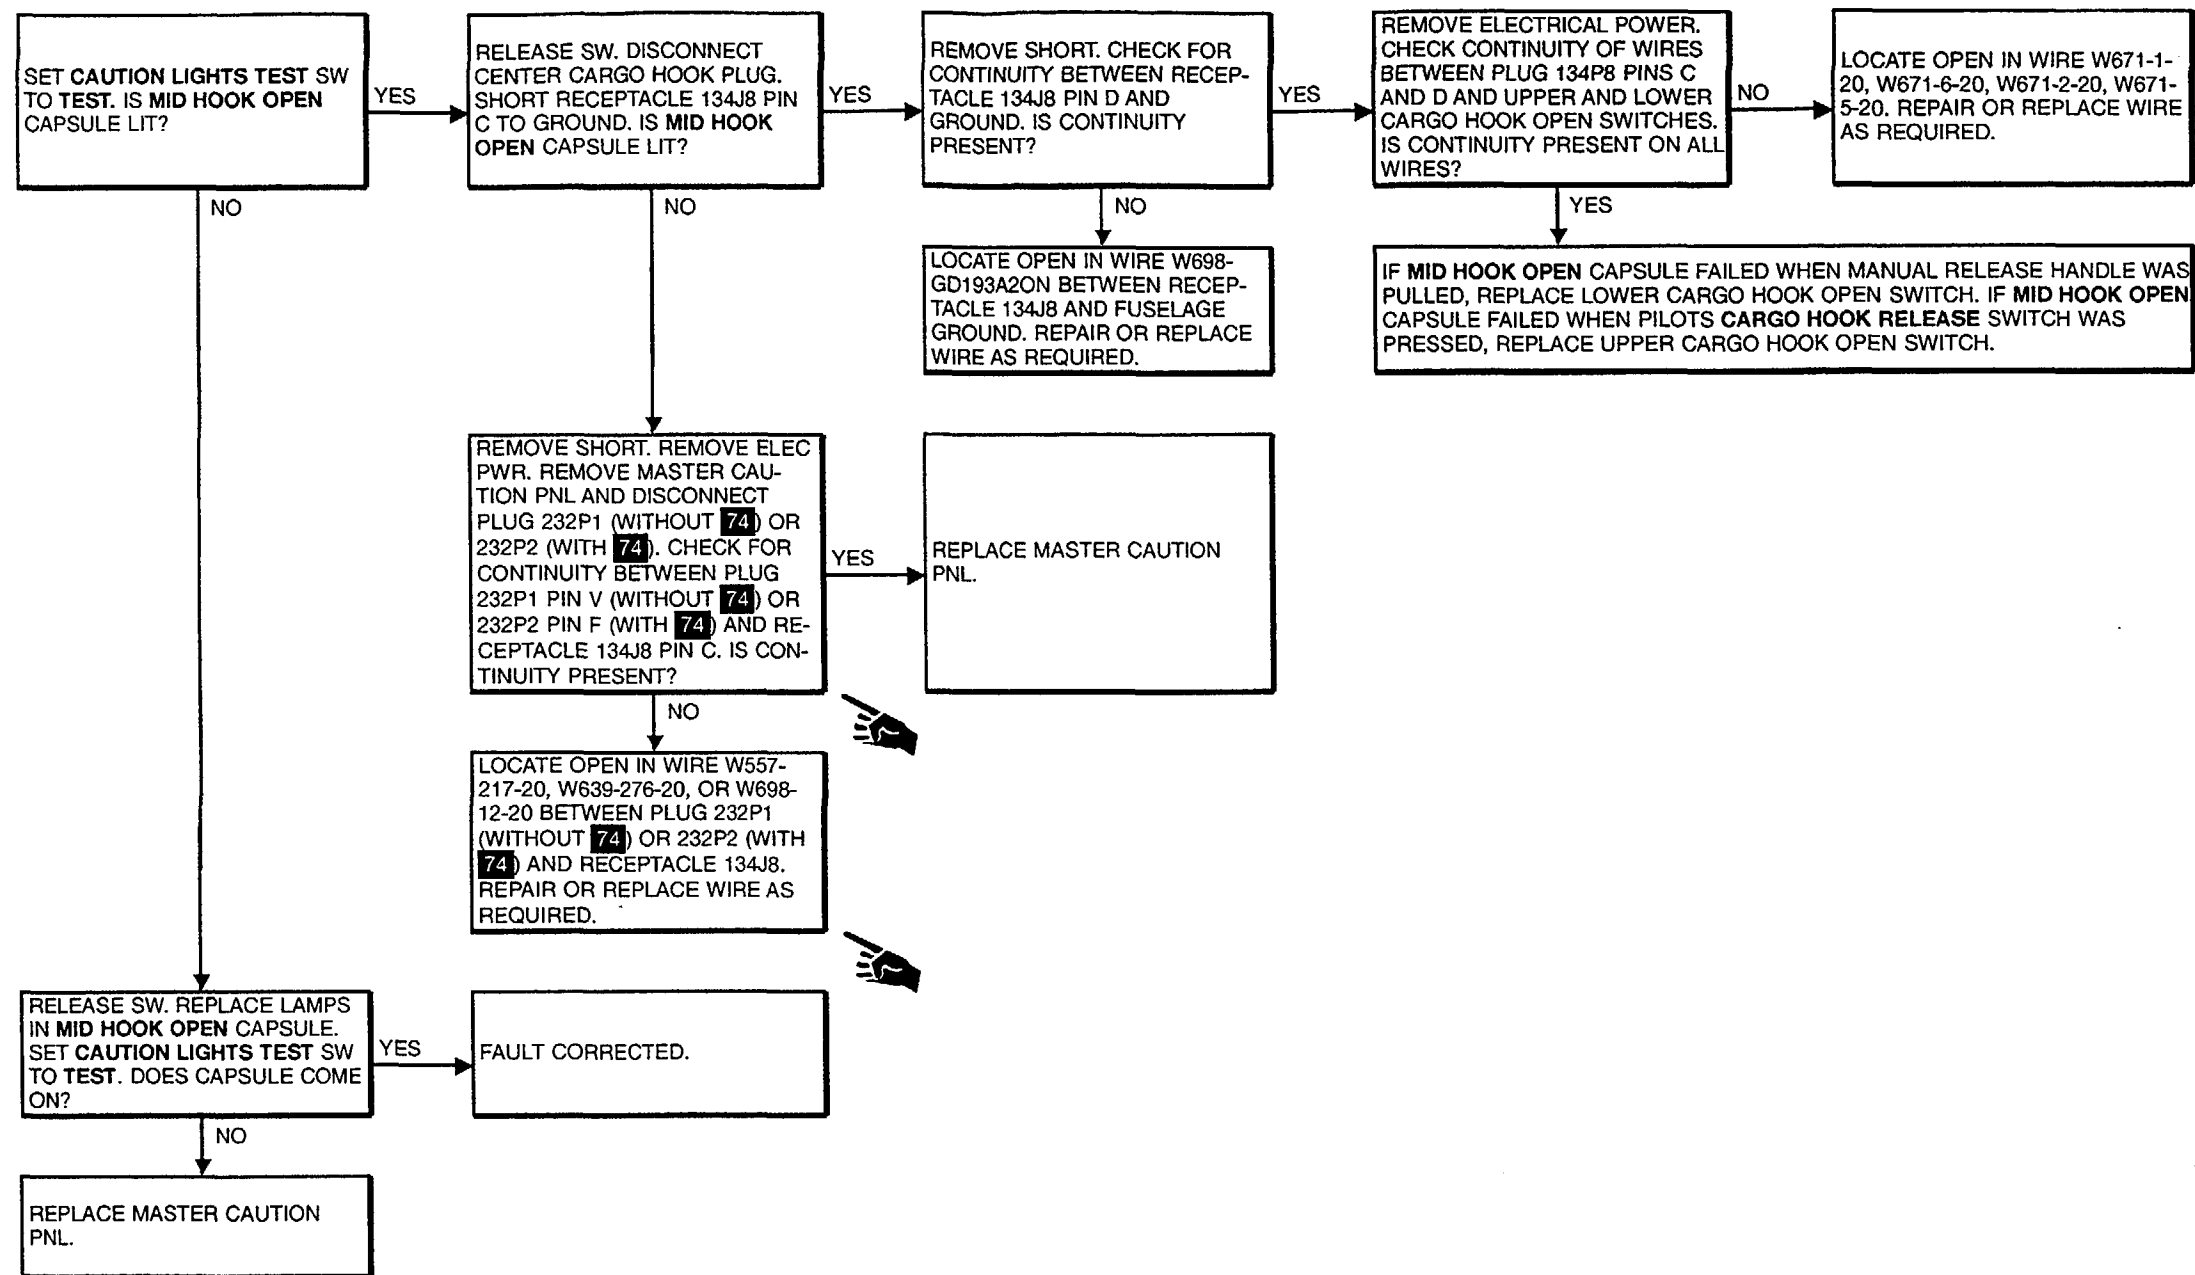 SET CAUTION LIGHTS TEST SW
TO TEST. IS MID HOOK OPEN
CAPSULE LIT?
YES
RELEASE SW. DISCONNECT
CENTER CARGO HOOK PLUG.
SHORT RECEPTACLE 134J8 PIN
C TO GROUND. IS MID HOOK
OPEN CAPSULE LIT?
YES
REMOVE SHORT. CHECK FOR
CONTINUITY BETWEEN RECEP-
TACLE 134J8 PIN D AND
GROUND. IS CONTINUITY
PRESENT?
YES
REMOVE ELECTRICAL POWER.
CHECK CONTINUITY OF WIRES
BETWEEN PLUG 134P8 PINS C
AND D AND UPPER AND LOWER
CARGO HOOK OPEN SWITCHES.
IS CONTINUITY PRESENT ON ALL
WIRES?
NO
LOCATE OPEN IN WIRE W671-1-
20, W671-6-20, W671-2-20, W671-
5-20. REPAIR OR REPLACE WIRE
AS REQUIRED.
NO
NO
NO
YES
LOCATE OPEN IN WIRE W698-
GD193A2ON BETWEEN RECEP-
TACLE 134J8 AND FUSELAGE
GROUND. REPAIR OR REPLACE
WIRE AS REQUIRED.
IF MID HOOK OPEN CAPSULE FAILED WHEN MANUAL RELEASE HANDLE WAS
PULLED, REPLACE LOWER CARGO HOOK OPEN SWITCH. IF MID HOOK OPEN
CAPSULE FAILED WHEN PILOTS CARGO HOOK RELEASE SWITCH WAS
PRESSED, REPLACE UPPER CARGO HOOK OPEN SWITCH.
REMOVE SHORT. REMOVE ELEC
PWR. REMOVE MASTER CAU-
TION PNL AND DISCONNECT
PLUG 232P1 (WITHOUT 74) OR
232P2 (WITH 74). CHECK FOR
CONTINUITY BETWEEN PLUG
232P1 PIN V (WITHOUT 74) OR
232P2 PIN F (WITH 74) AND RE-
CEPTACLE 134J8 PIN C. IS CON-
TINUITY PRESENT?
YES
REPLACE MASTER CAUTION
PNL.
NO
LOCATE OPEN IN WIRE W557-
217-20, W639-276-20, OR W698-
12-20 BETWEEN PLUG 232P1
(WITHOUT 74) OR 232P2 (WITH
74) AND RECEPTACLE 134J8.
REPAIR OR REPLACE WIRE AS
REQUIRED.
RELEASE SW. REPLACE LAMPS
IN MID HOOK OPEN CAPSULE.
SET CAUTION LIGHTS TEST SW
TO TEST. DOES CAPSULE COME
ON?
YES
FAULT CORRECTED.
NO
REPLACE MASTER CAUTION
PNL.